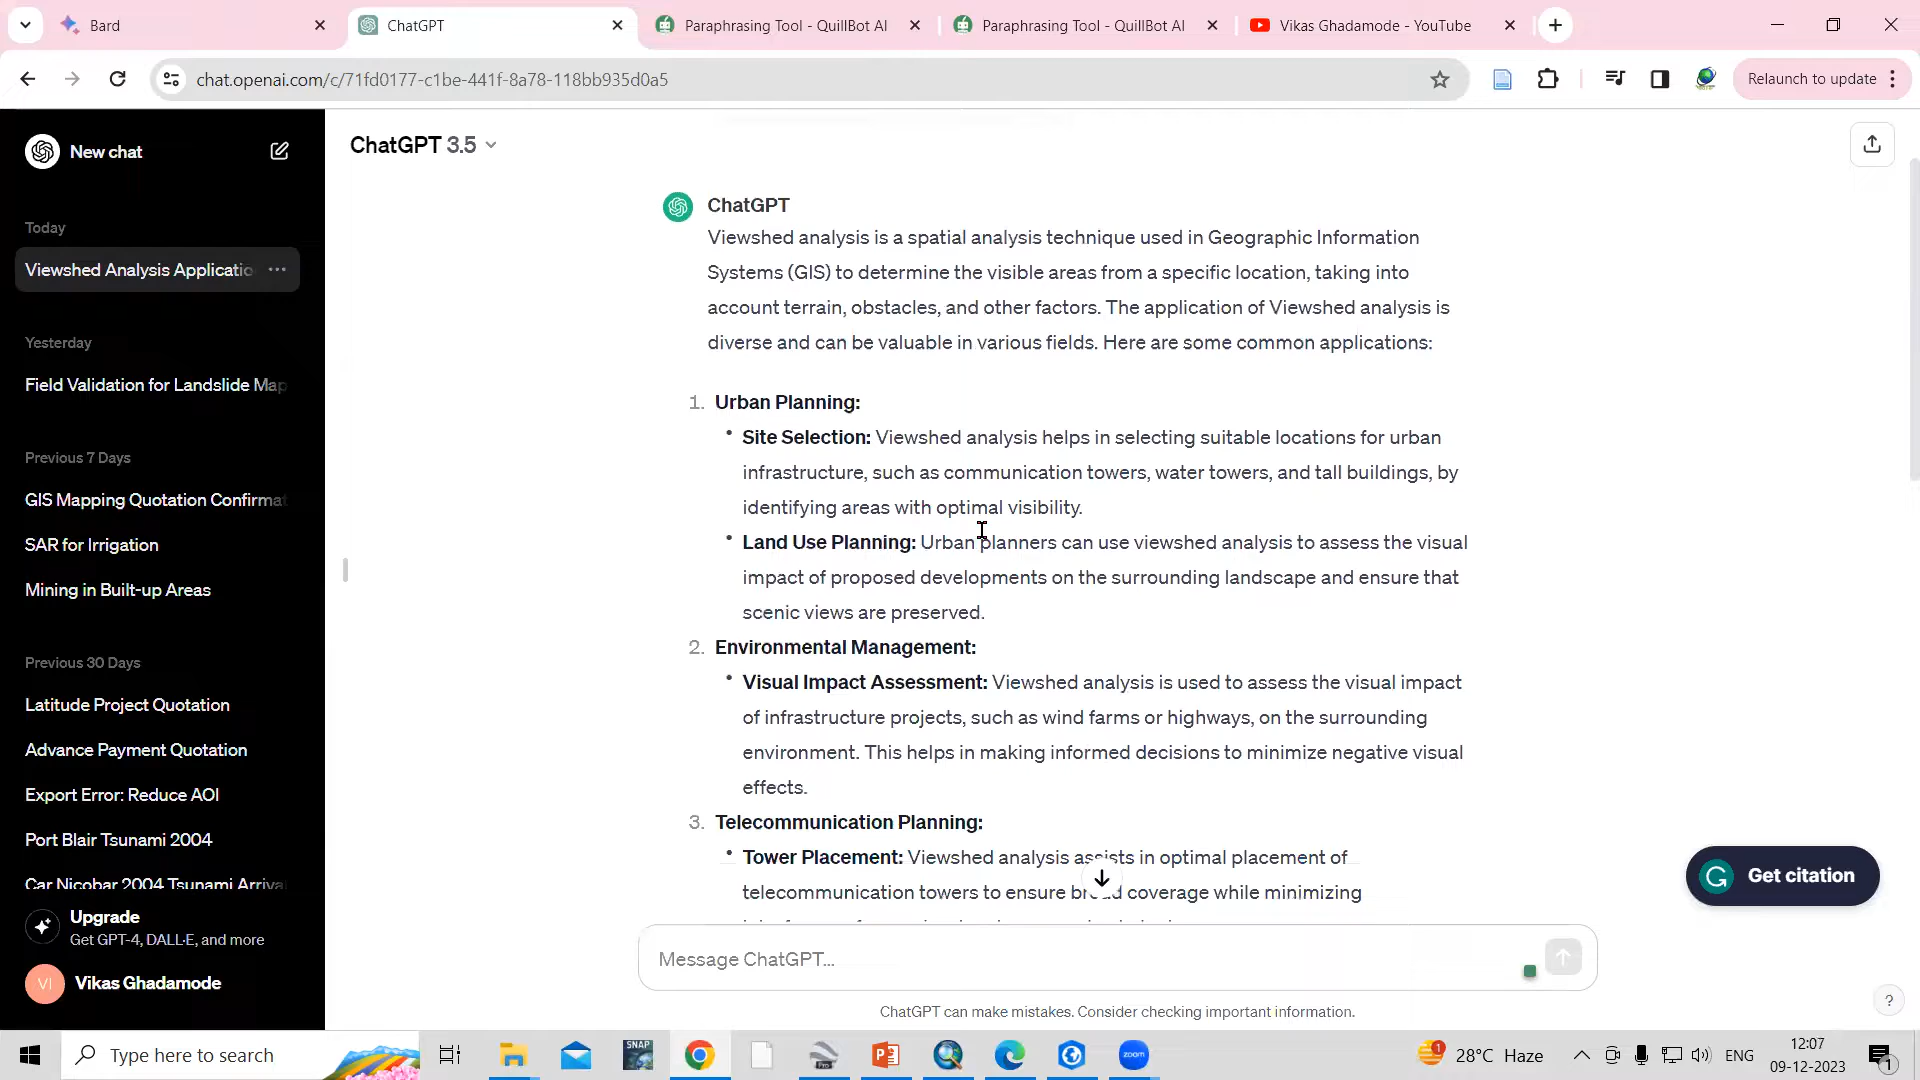 Bard
ChatGPT
Paraphrasing Tool - QuillBot AI
Paraphrasing Tool - QuillBot AI
Vikas Ghadamode - YouTube
chat.openai.com/c/71fd0177-c1be-441f-8a78-118bb935d0a5
Relaunch to update
New chat
Today
Viewshed Analysis Applicatio
Yesterday
Field Validation for Landslide Map
Previous 7 Days
GIS Mapping Quotation Confirmat
SAR for Irrigation
Mining in Built-up Areas
Previous 30 Days
Latitude Project Quotation
Advance Payment Quotation
Export Error: Reduce AOI
Port Blair Tsunami 2004
Car Nicobar 2004 Tsunami Arriva
Upgrade
Get GPT-4, DALL·E, and more
VI Vikas Ghadamode
ChatGPT 3.5
ChatGPT
Viewshed analysis is a spatial analysis technique used in Geographic Information
Systems (GIS) to determine the visible areas from a specific location, taking into
account terrain, obstacles, and other factors. The application of Viewshed analysis is
diverse and can be valuable in various fields. Here are some common applications:
1. Urban Planning:
• Site Selection: Viewshed analysis helps in selecting suitable locations for urban
infrastructure, such as communication towers, water towers, and tall buildings, by
identifying areas with optimal visibility.
• Land Use Planning: Urban planners can use viewshed analysis to assess the visual
impact of proposed developments on the surrounding landscape and ensure that
scenic views are preserved.
2. Environmental Management:
• Visual Impact Assessment: Viewshed analysis is used to assess the visual impact
of infrastructure projects, such as wind farms or highways, on the surrounding
environment. This helps in making informed decisions to minimize negative visual
effects.
3. Telecommunication Planning:
• Tower Placement: Viewshed analysis assists in optimal placement of
telecommunication towers to ensure broad coverage while minimizing
Get citation
Message ChatGPT...
ChatGPT can make mistakes. Consider checking important information.
?
Type here to search
SNAP
Pro
zoom
1
28°C Haze
ENG
12:07
09-12-2023
1